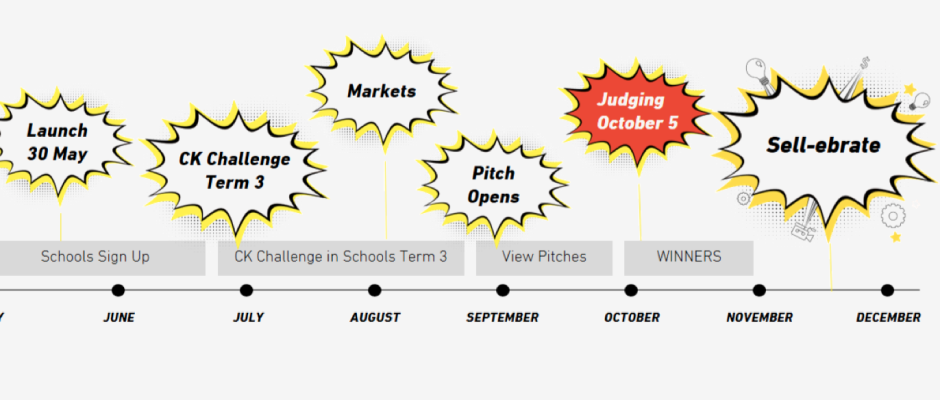 Launch
30 May
CK Challenge
Term 3
Markets
Pitch
Opens
Judging
October 5
Sell-ebrate
Schools Sign Up
CK Challenge in Schools Term 3
View Pitches
WINNERS
Y
JUNE
JULY
AUGUST
SEPTEMBER
OCTOBER
NOVEMBER
DECEMBER